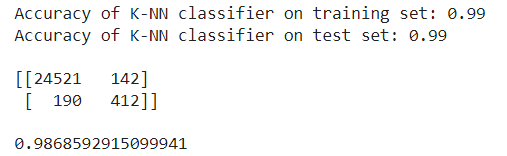 Accuracy of K-NN classifier on training set: 0.99
Accuracy of K-NN classifier on test set: 0.99
[[24521   142]
 [  190   412]]
0.9868592915099941